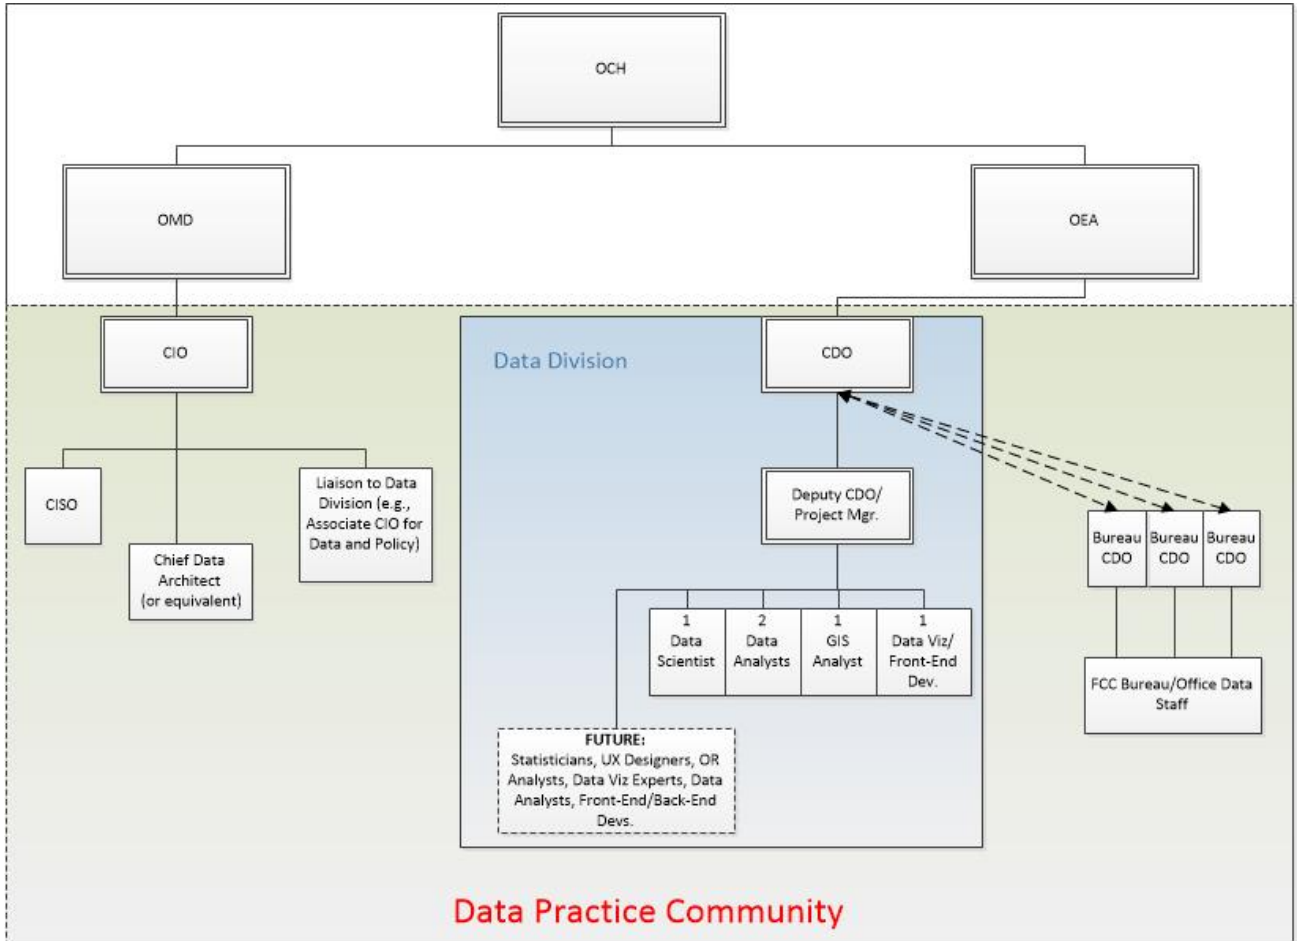 OCH
OMD
OEA
CIO
Data Division
CDO
CISO
Liaison to Data
Division (e.g.,
Associate CIO for
Data and Policy)
Chief Data
Architect
(or equivalent)
Deputy CDO/
Project Mgr.
Bureau
CDO
Bureau
CDO
Bureau
CDO
1
Data
Scientist
2
Data
Analysts
1
GIS
Analyst
1
Data Viz/
Front-End
Dev.
FCC Bureau/Office Data
Staff
FUTURE:
Statisticians, UX Designers, OR
Analysts, Data Viz Experts, Data
Analysts, Front-End/Back-End
Devs.
Data Practice Community